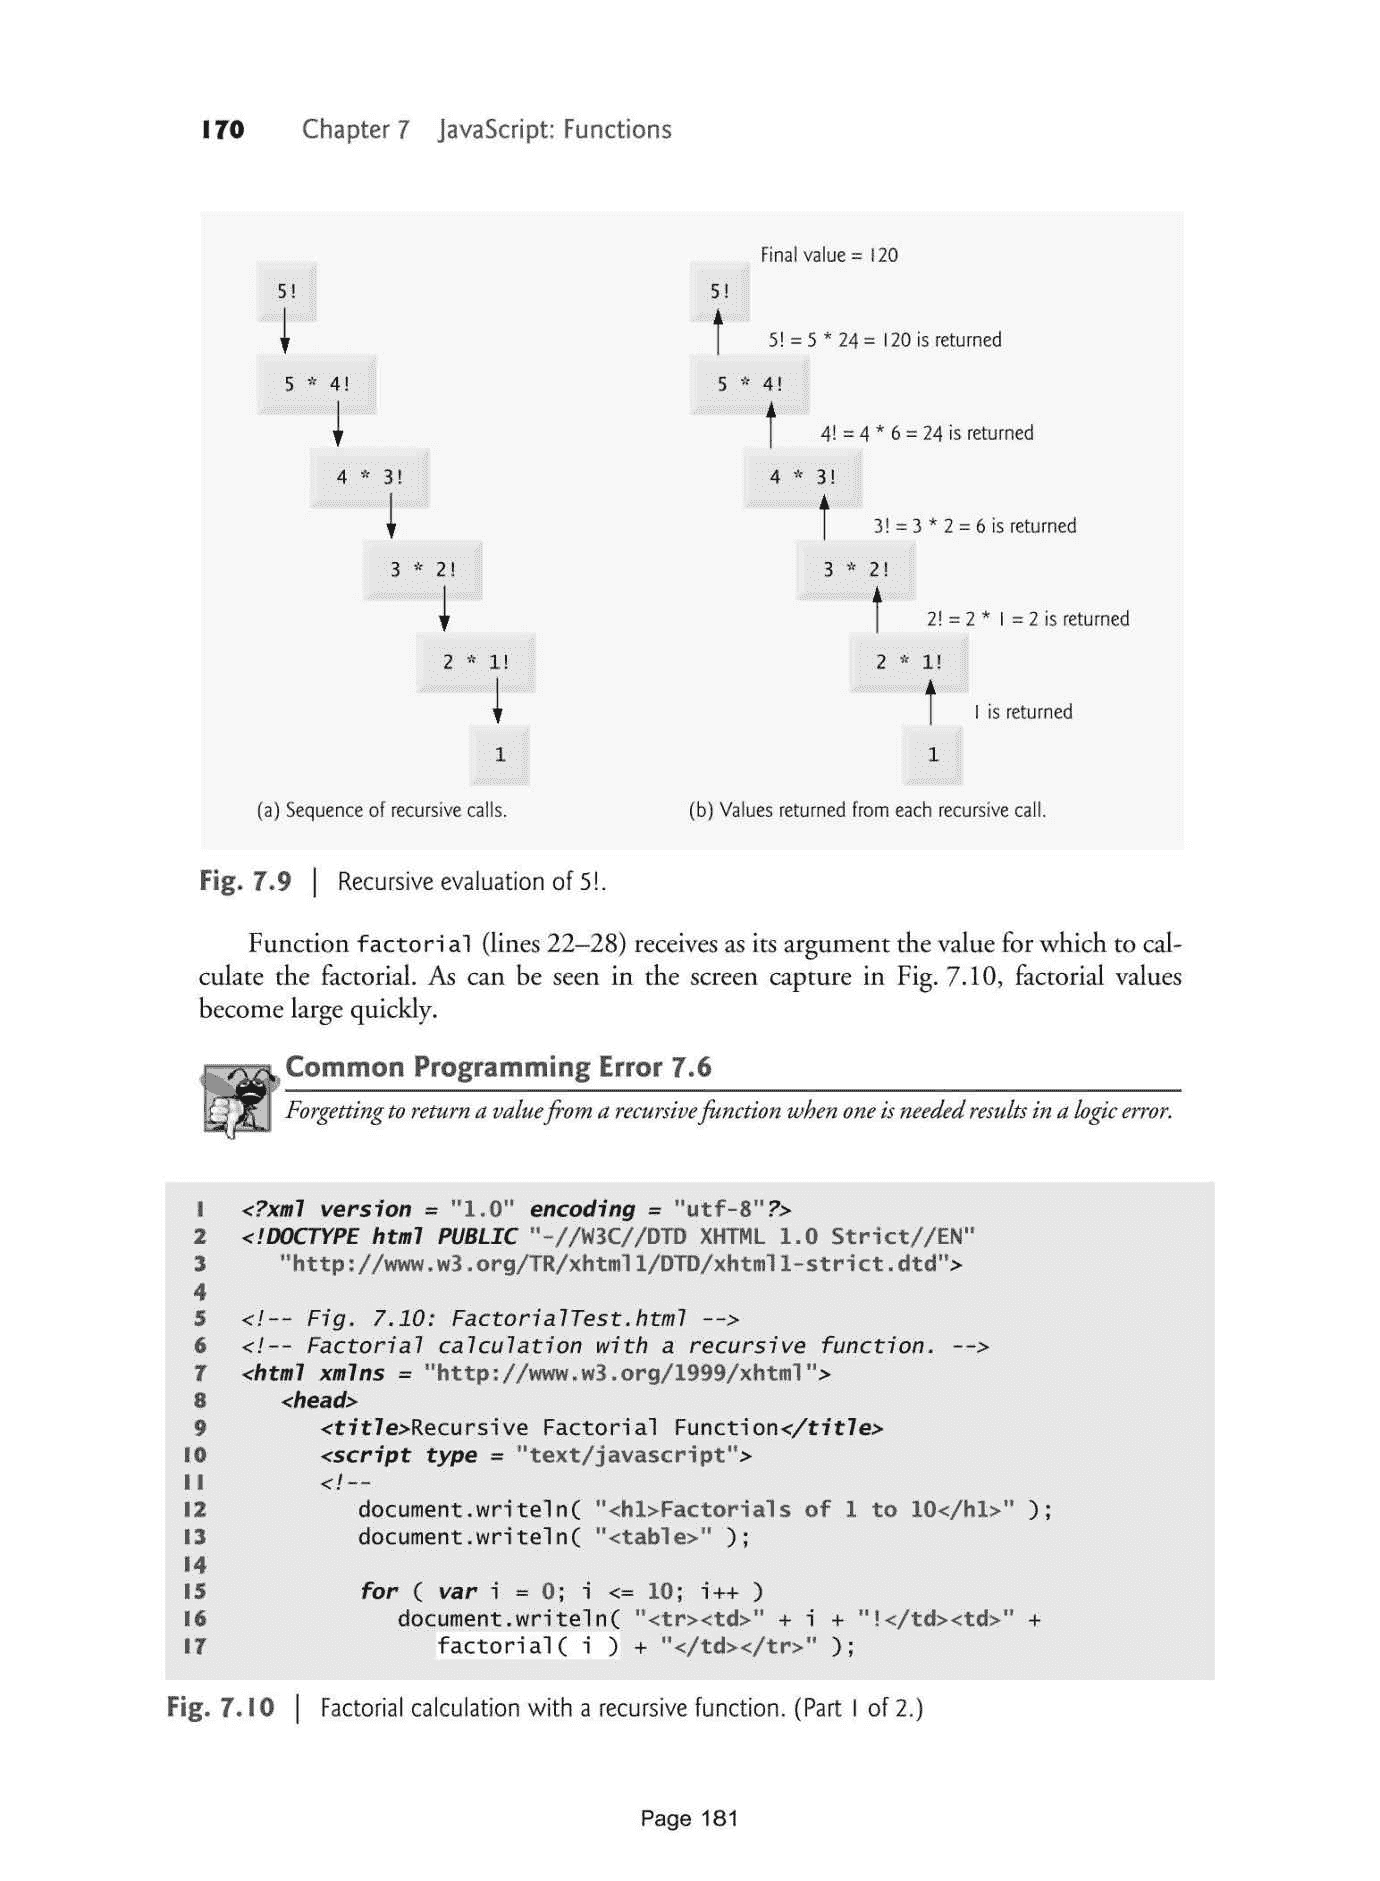 170 Chapter 7 JavaScript: Functions
5!
5 * 4!
4 * 3!
3 * 2!
2 * 1!
1
(a) Sequence of recursive calls.
Final value = 120
5!
5! = 5 * 24 = 120 is returned
5 * 4!
4! = 4 * 6 = 24 is returned
4 * 3!
3! = 3 * 2 = 6 is returned
3 * 2!
2! = 2 * 1 = 2 is returned
2 * 1!
1 is returned
1
(b) Values returned from each recursive call.
Fig. 7.9 | Recursive evaluation of 5!.
Function factorial (lines 22–28) receives as its argument the value for which to cal-
culate the factorial. As can be seen in the screen capture in Fig. 7.10, factorial values
become large quickly.
Common Programming Error 7.6
Forgetting to return a value from a recursive function when one is needed results in a logic error.
1 <?xml version = "1.0" encoding = "utf-8"?>
2 <!DOCTYPE html PUBLIC "-//W3C//DTD XHTML 1.0 Strict//EN"
3 "http://www.w3.org/TR/xhtml1/DTD/xhtml1-strict.dtd">
4
5 <!-- Fig. 7.10: FactorialTest.html -->
6 <!-- Factorial calculation with a recursive function. -->
7 <html xmlns = "http://www.w3.org/1999/xhtml">
8 <head>
9 <title>Recursive Factorial Function</title>
10 <script type = "text/javascript">
11 <!--
12 document.writeln( "<h1>Factorials of 1 to 10</h1>" );
13 document.writeln( "<table>" );
14
15 for ( var i = 0; i <= 10; i++ )
16 document.writeln( "<tr><td>" + i + "!</td><td>" +
17 factorial( i ) + "</td></tr>" );
Fig. 7.10 | Factorial calculation with a recursive function. (Part 1 of 2.)
Page 181